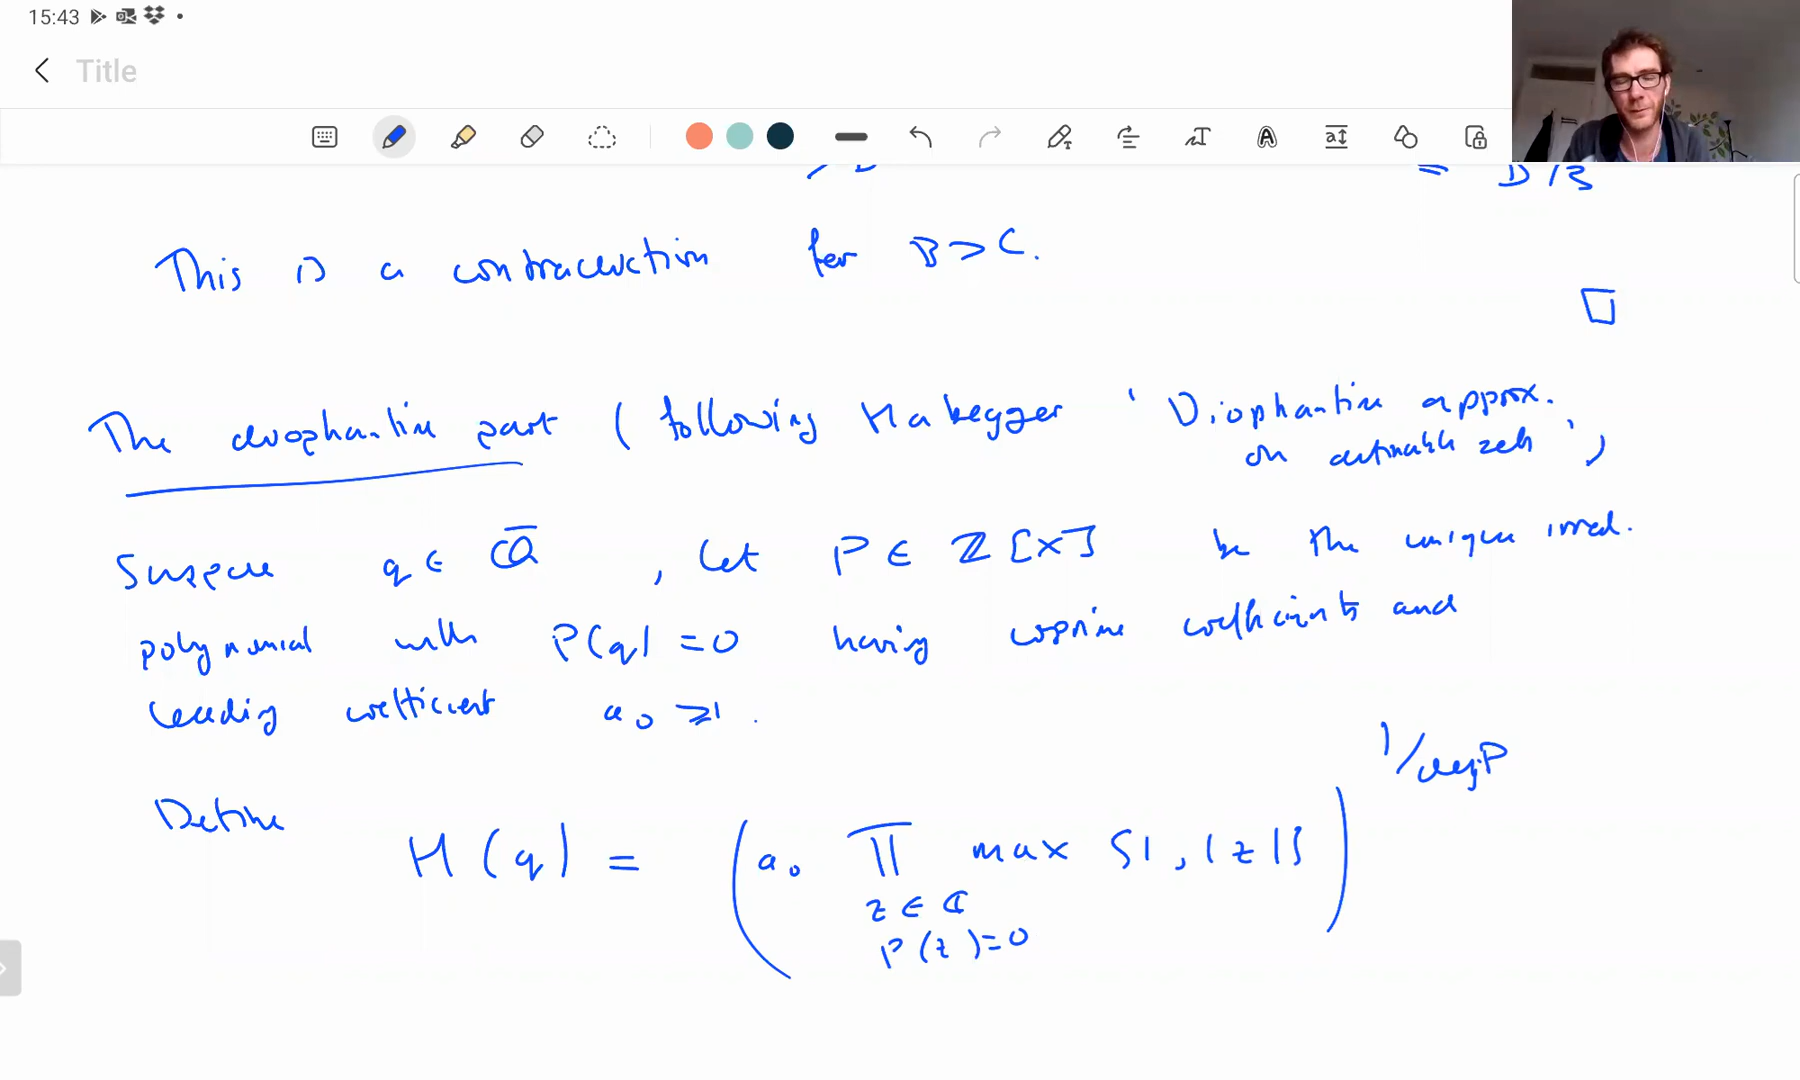 15:43
Title
This is a contradiction for B > C.
□
The diophantine part (following Habegger 'Diophantine approx.
on definable sets')
Suppose q ∈ Q̄, let P ∈ ℤ[X] be the unique irred.
polynomial with P(q) = 0 having coprime coefficients and
leading coefficient a₀ ≥ 1.
Define
H(q) = (a₀ ∏ max {1, |z|})^{1/deg P}
z ∈ ℂ
P(z) = 0